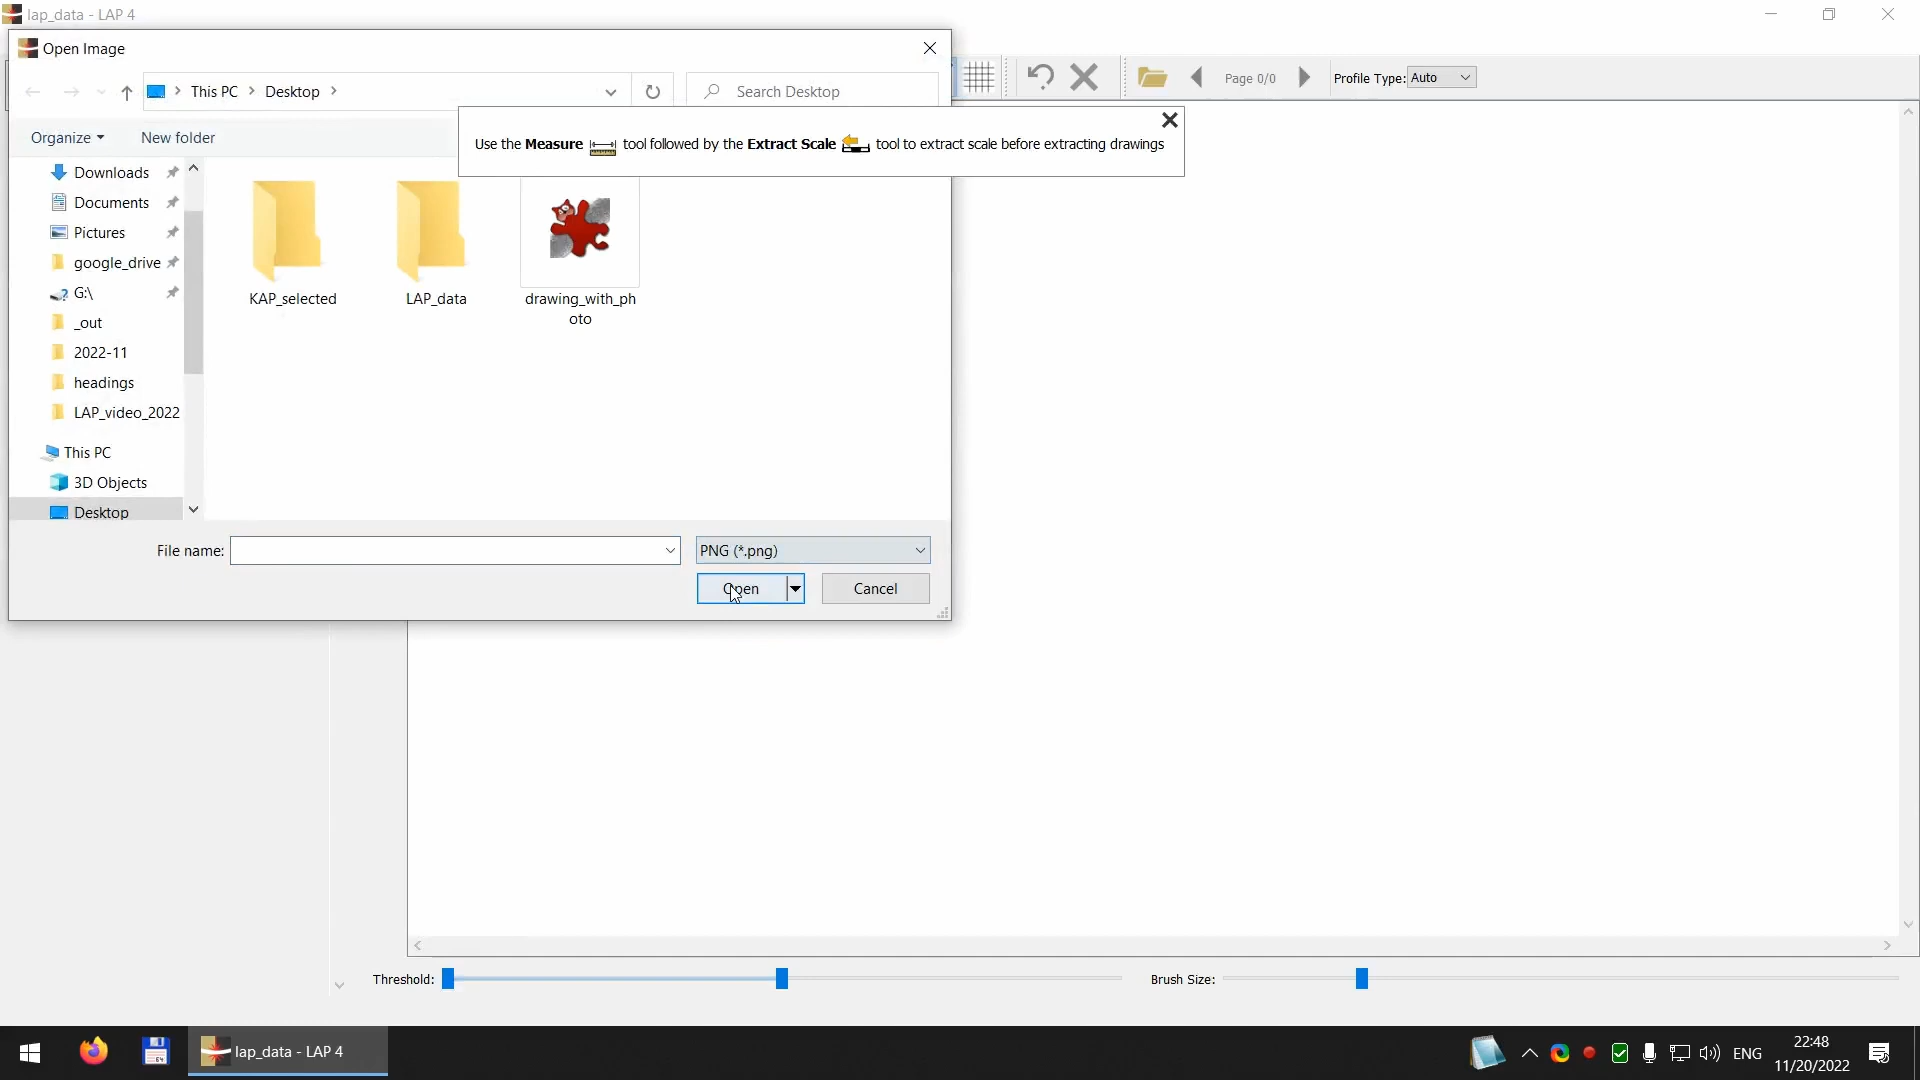 lap_data - LAP 4
Open Image
This PC
Desktop
Search Desktop
Page 0/0
Profile Type:
Auto
Organize
New folder
Use the Measure tool followed by the Extract Scale tool to extract scale before extracting drawings
Downloads
Documents
Pictures
google_drive
G:\
_out
2022-11
headings
LAP_video_2022
This PC
3D Objects
Desktop
KAP_selected
LAP_data
drawing_with_ph
oto
File name:
PNG (*.png)
Open
Cancel
Threshold:
Brush Size:
lap_data - LAP 4
ENG
22:48
11/20/2022